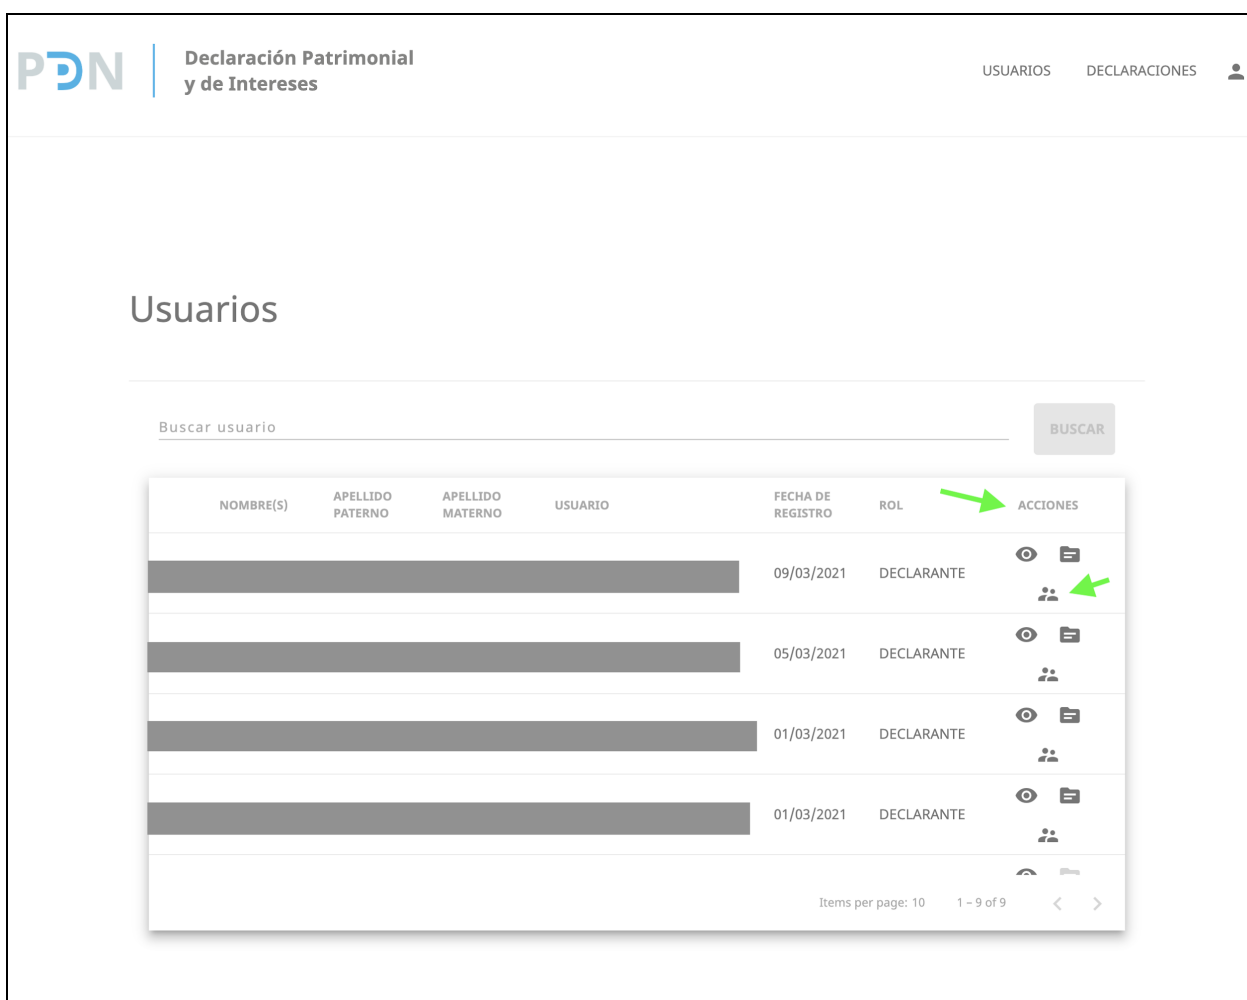 PDN
Declaración Patrimonial
y de Intereses
USUARIOS DECLARACIONES
Usuarios
Buscar usuario
BUSCAR
NOMBRE(S) APELLIDO PATERNO APELLIDO MATERNO USUARIO FECHA DE REGISTRO ROL ACCIONES
09/03/2021 DECLARANTE
05/03/2021 DECLARANTE
01/03/2021 DECLARANTE
01/03/2021 DECLARANTE
Items per page: 10 1 – 9 of 9